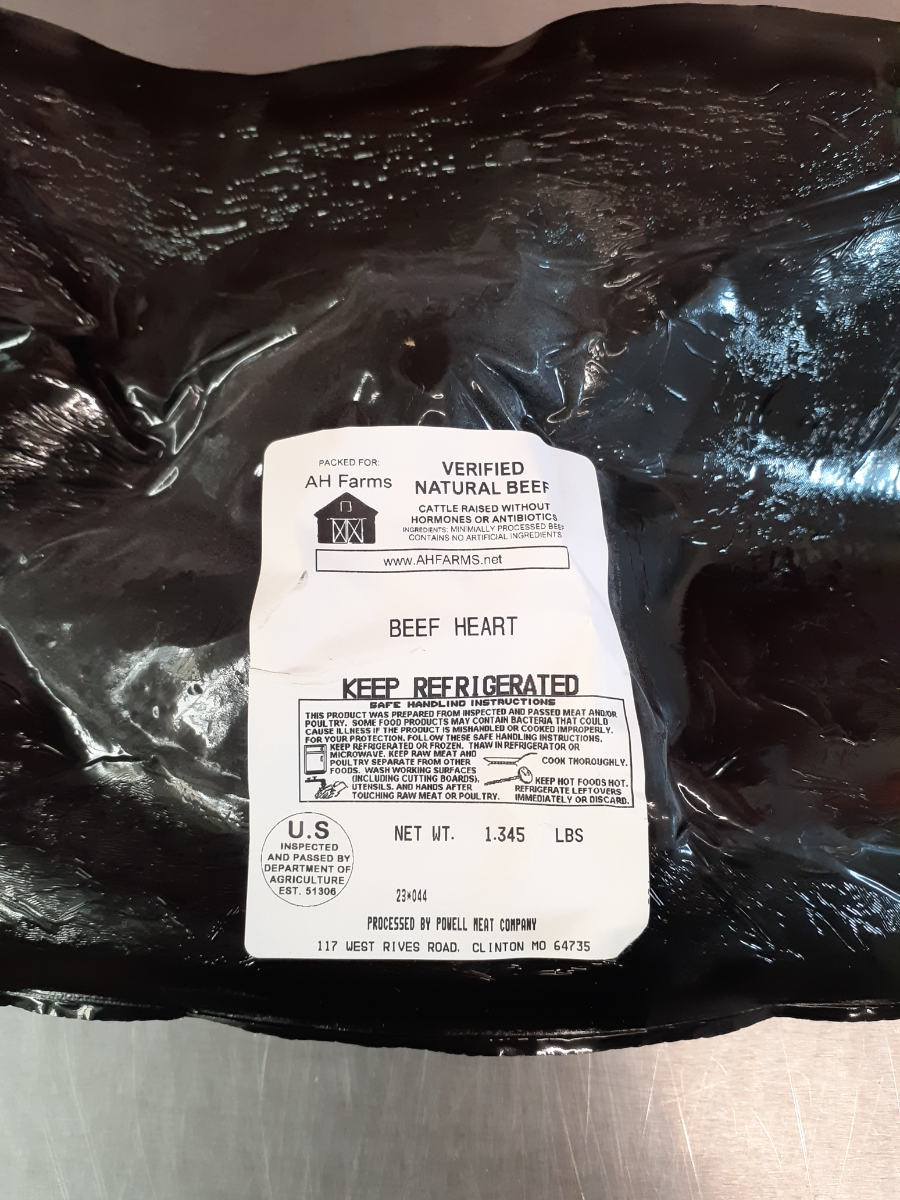 PACKED FOR:
AH Farms
VERIFIED
NATURAL BEEF
CATTLE RAISED WITHOUT
HORMONES OR ANTIBIOTICS
INGREDIENTS: MINIMIALLY PROCESSED BEEF
CONTAINS NO ARTIFICIAL INGREDIENTS
www.AHFARMS.net
BEEF HEART
KEEP REFRIGERATED
SAFE HANDLING INSTRUCTIONS
THIS PRODUCT WAS PREPARED FROM INSPECTED AND PASSED MEAT AND/OR
POULTRY. SOME FOOD PRODUCTS MAY CONTAIN BACTERIA THAT COULD
CAUSE ILLNESS IF THE PRODUCT IS MISHANDLED OR COOKED IMPROPERLY.
FOR YOUR PROTECTION, FOLLOW THESE SAFE HANDLING INSTRUCTIONS.
KEEP REFRIGERATED OR FROZEN. THAW IN REFRIGERATOR OR
MICROWAVE. KEEP RAW MEAT AND
POULTRY SEPARATE FROM OTHER
FOODS. WASH WORKING SURFACES
(INCLUDING CUTTING BOARDS),
UTENSILS, AND HANDS AFTER
TOUCHING RAW MEAT OR POULTRY.
COOK THOROUGHLY.
KEEP HOT FOODS HOT.
REFRIGERATE LEFTOVERS
IMMEDIATELY OR DISCARD.
U.S
INSPECTED
AND PASSED BY
DEPARTMENT OF
AGRICULTURE
EST. 51306
NET WT. 1.345 LBS
23*044
PROCESSED BY POWELL MEAT COMPANY
117 WEST RIVES ROAD. CLINTON MO 64735